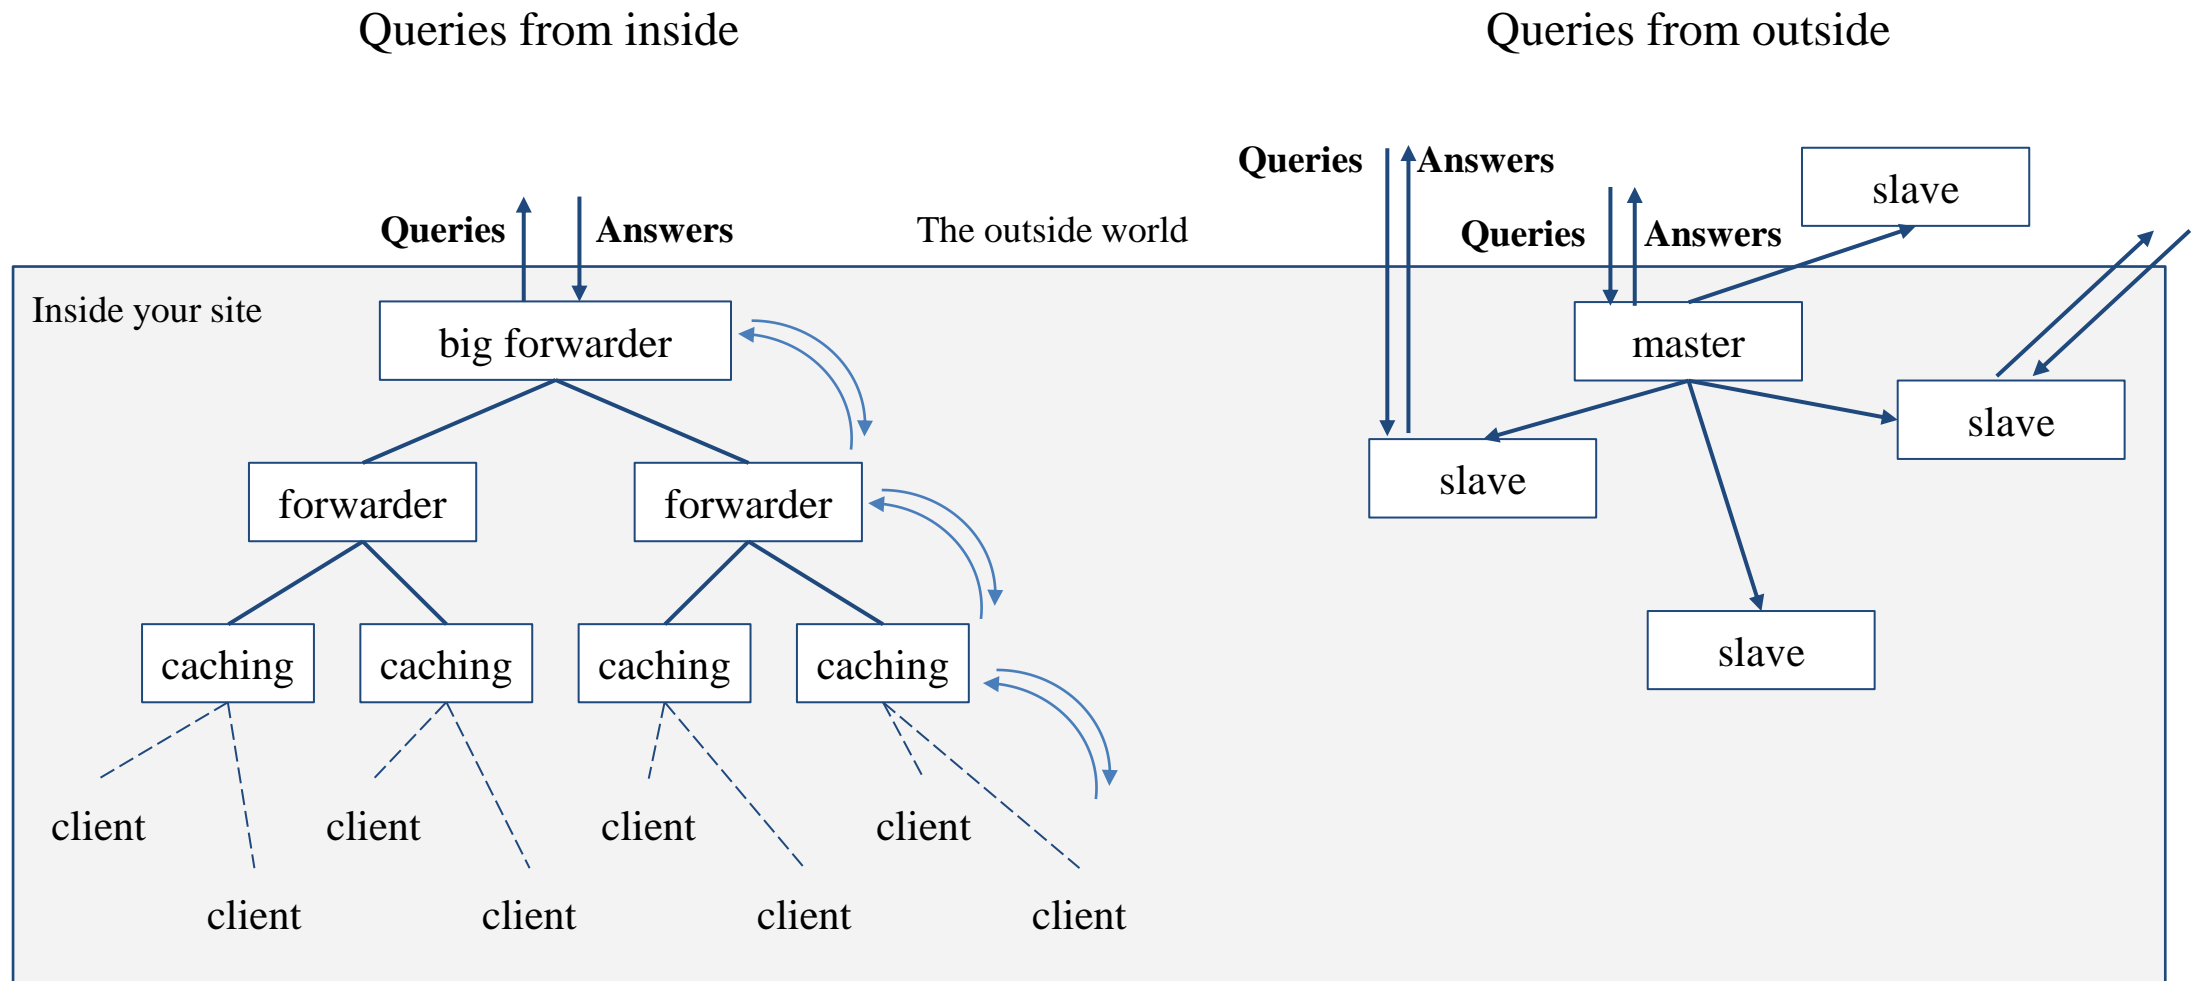 Queries from inside
Queries from outside
Queries
Answers
slave
Queries
Answers
The outside world
Queries
Answers
Inside your site
big forwarder
master
slave
slave
forwarder
forwarder
slave
caching
caching
caching
caching
client
client
client
client
client
client
client
client